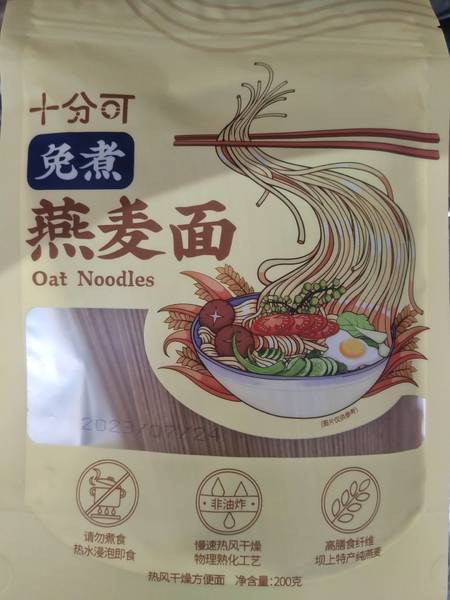 十分可
免煮
燕麦面
Oat Noodles
(图片仅供参考)
2023/07/24
非油炸
请勿煮食
热水浸泡即食
慢速热风干燥
物理熟化工艺
高膳食纤维
坝上特产纯燕麦
热风干燥方便面 净含量:200克